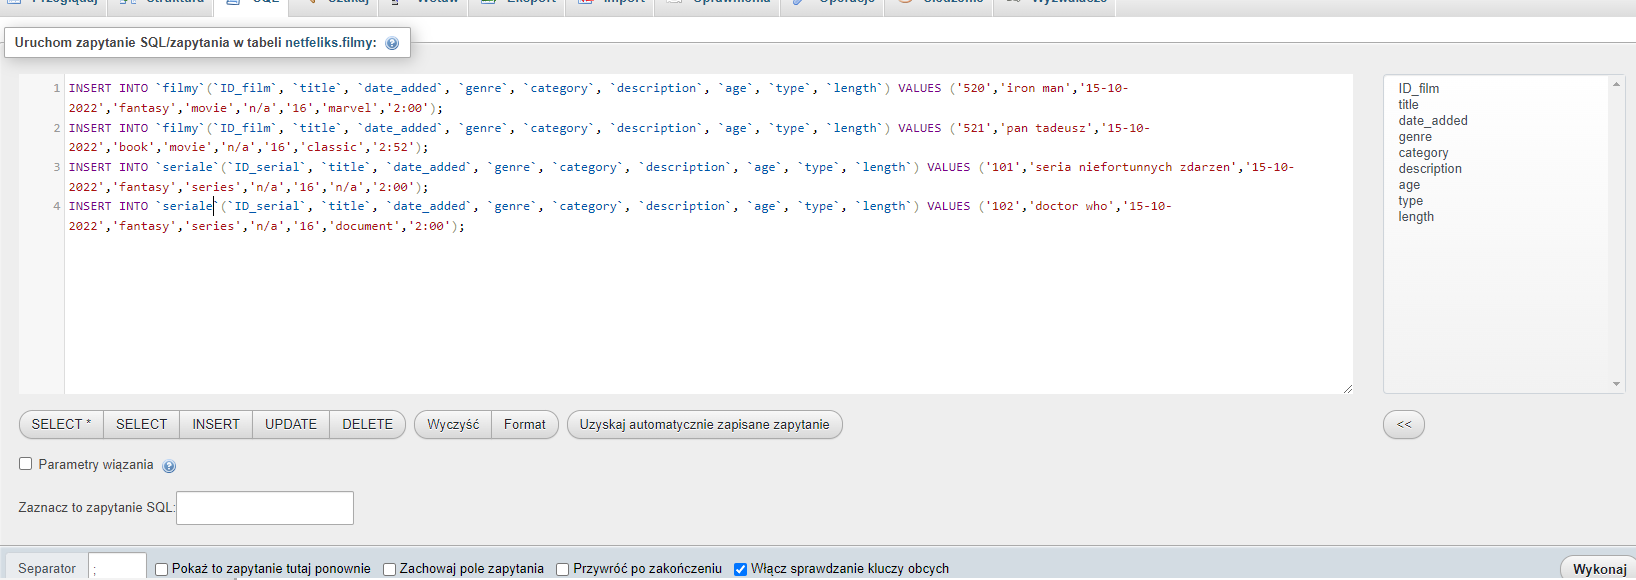 Przeglądaj Struktura SQL Szukaj Wstaw Eksport Import Uprawnienia Operacje Śledzenie Wyzwalacze
Uruchom zapytanie SQL/zapytania w tabeli netfeliks.filmy:
1 INSERT INTO `filmy`(`ID_film`, `title`, `date_added`, `genre`, `category`, `description`, `age`, `type`, `length`) VALUES ('520','iron man','15-10-
2022','fantasy','movie','n/a','16','marvel','2:00');
2 INSERT INTO `filmy`(`ID_film`, `title`, `date_added`, `genre`, `category`, `description`, `age`, `type`, `length`) VALUES ('521','pan tadeusz','15-10-
2022','book','movie','n/a','16','classic','2:52');
3 INSERT INTO `seriale`(`ID_serial`, `title`, `date_added`, `genre`, `category`, `description`, `age`, `type`, `length`) VALUES ('101','seria niefortunnych zdarzen','15-10-
2022','fantasy','series','n/a','16','n/a','2:00');
4 INSERT INTO `seriale`(`ID_serial`, `title`, `date_added`, `genre`, `category`, `description`, `age`, `type`, `length`) VALUES ('102','doctor who','15-10-
2022','fantasy','series','n/a','16','document','2:00');
ID_film
title
date_added
genre
category
description
age
type
length
SELECT * SELECT INSERT UPDATE DELETE Wyczyść Format Uzyskaj automatycznie zapisane zapytanie <<
Parametry wiązania
Zaznacz to zapytanie SQL:
Separator ; Pokaż to zapytanie tutaj ponownie Zachowaj pole zapytania Przywróć po zakończeniu Włącz sprawdzanie kluczy obcych Wykonaj